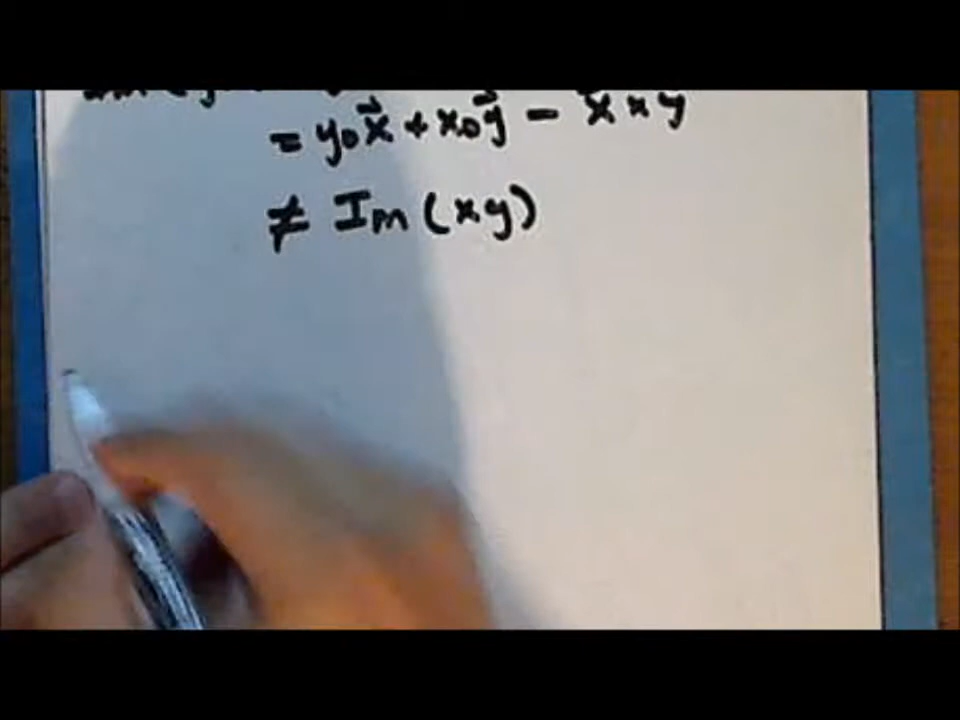 = y₀x⃗ + x₀y⃗ - x⃗ × y
≠ Im(xy)